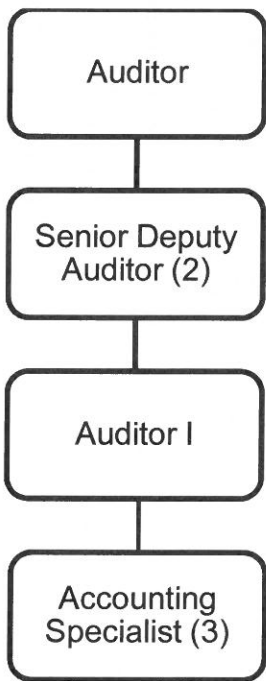 Auditor
Senior Deputy
Auditor (2)
Auditor I
Accounting
Specialist (3)